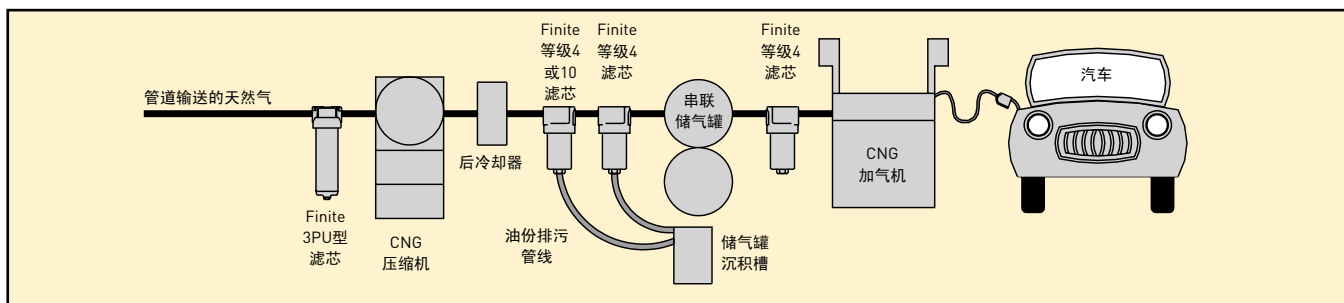 管道输送的天然气
Finite
3PU型
滤芯
CNG
压缩机
后冷却器
Finite
等级4
或10
滤芯
Finite
等级4
滤芯
油份排污
管线
串联
储气罐
储气罐
沉积槽
Finite
等级4
滤芯
CNG
加气机
汽车